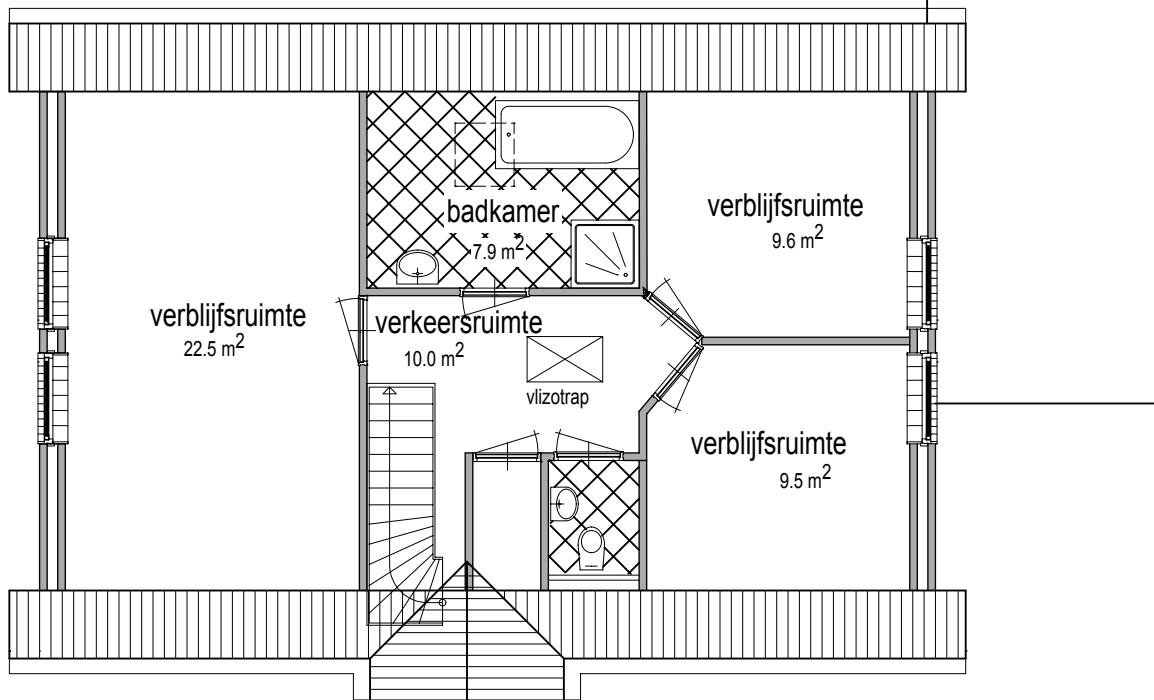 badkamer
7.9 m²
verblijfsruimte
9.6 m²
verblijfsruimte
22.5 m²
verkeersruimte
10.0 m²
vlizotrap
verblijfsruimte
9.5 m²